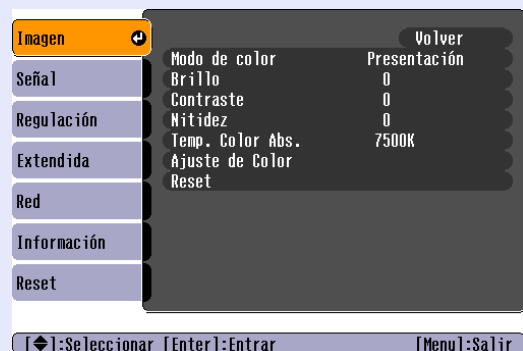 Imagen
Señal
Regulación
Extendida
Red
Información
Reset
Volver
Modo de color Presentación
Brillo 0
Contraste 0
Nitidez 0
Temp. Color Abs. 7500K
Ajuste de Color
Reset
[◆]:Seleccionar [Enter]:Entrar [Menu]:Salir